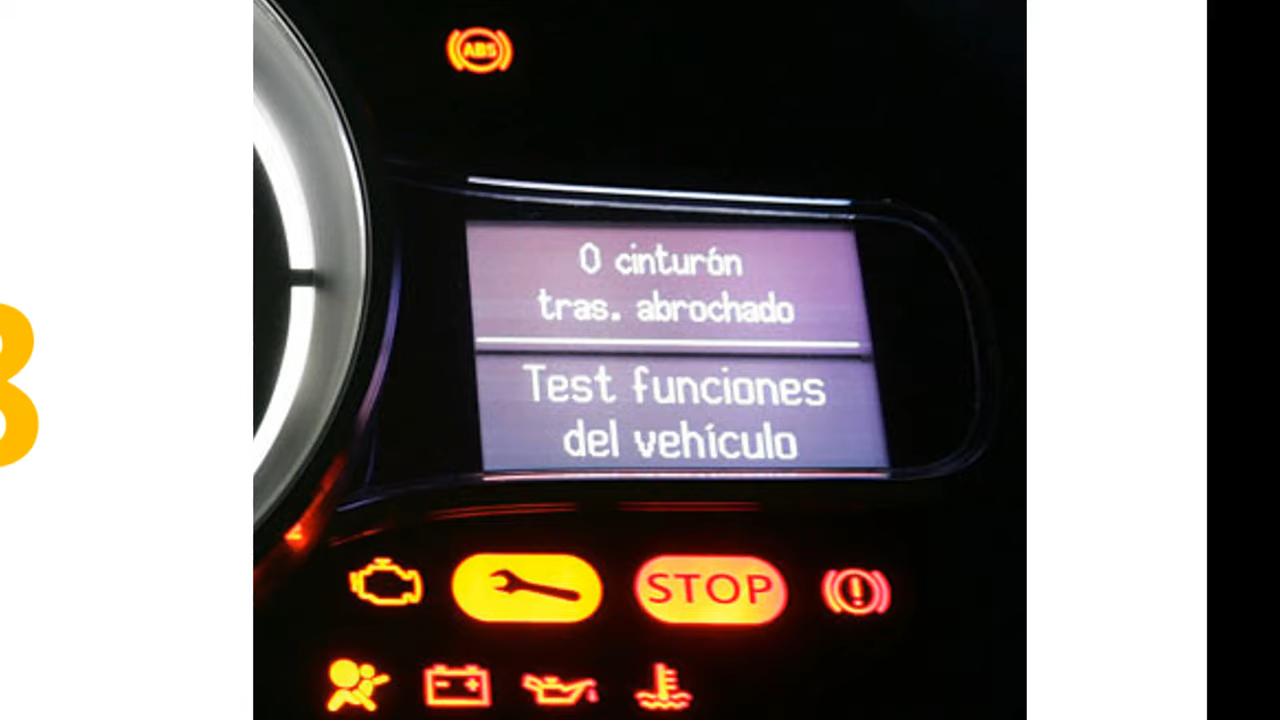 ABS
0 cinturón
tras. abrochado
Test funciones
del vehículo
STOP